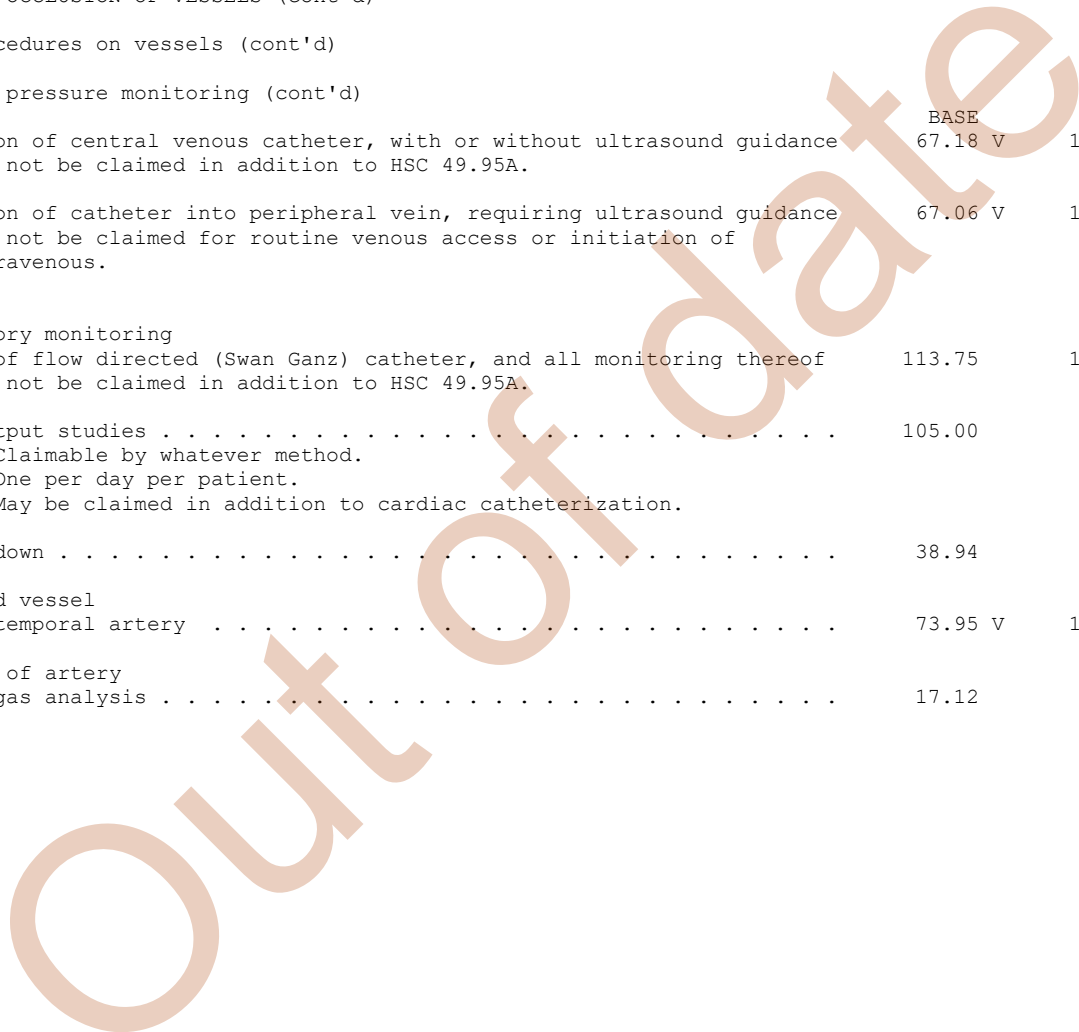 OCCLUSION OF VESSELS (cont'd)
cedures on vessels (cont'd)
pressure monitoring (cont'd)
BASE
on of central venous catheter, with or without ultrasound guidance 67.18 V 1
not be claimed in addition to HSC 49.95A.
on of catheter into peripheral vein, requiring ultrasound guidance 67.06 V 1
not be claimed for routine venous access or initiation of
ravenous.
ory monitoring
of flow directed (Swan Ganz) catheter, and all monitoring thereof 113.75 1
not be claimed in addition to HSC 49.95A.
tput studies . . . . . . . . . . . . . . . . . . . . . . . . . . . 105.00
Claimable by whatever method.
One per day per patient.
May be claimed in addition to cardiac catheterization.
down . . . . . . . . . . . . . . . . . . . . . . . . . . . . . . . 38.94
d vessel
temporal artery . . . . . . . . . . . . . . . . . . . . . . . . . 73.95 V 1
of artery
gas analysis . . . . . . . . . . . . . . . . . . . . . . . . . . . 17.12
Out of date